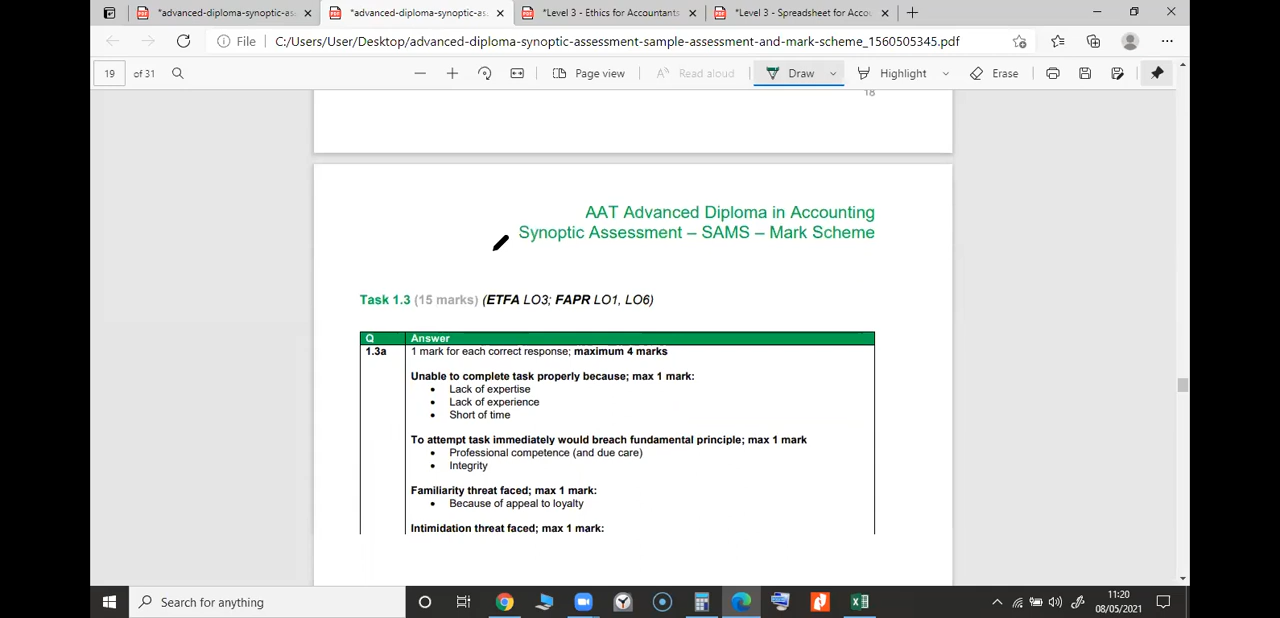 *advanced-diploma-synoptic-as
*advanced-diploma-synoptic-as
*Level 3 - Ethics for Accountants
*Level 3 - Spreadsheet for Accou
File
C:/Users/User/Desktop/advanced-diploma-synoptic-assessment-sample-assessment-and-mark-scheme_1560505345.pdf
19 of 31
Page view
Read aloud
Draw
Highlight
Erase
18
AAT Advanced Diploma in Accounting
Synoptic Assessment – SAMS – Mark Scheme
Task 1.3 (15 marks) (ETFA LO3; FAPR LO1, LO6)
Q Answer
1.3a 1 mark for each correct response; maximum 4 marks
Unable to complete task properly because; max 1 mark:
• Lack of expertise
• Lack of experience
• Short of time
To attempt task immediately would breach fundamental principle; max 1 mark
• Professional competence (and due care)
• Integrity
Familiarity threat faced; max 1 mark:
• Because of appeal to loyalty
Intimidation threat faced; max 1 mark:
Search for anything
11:20
08/05/2021